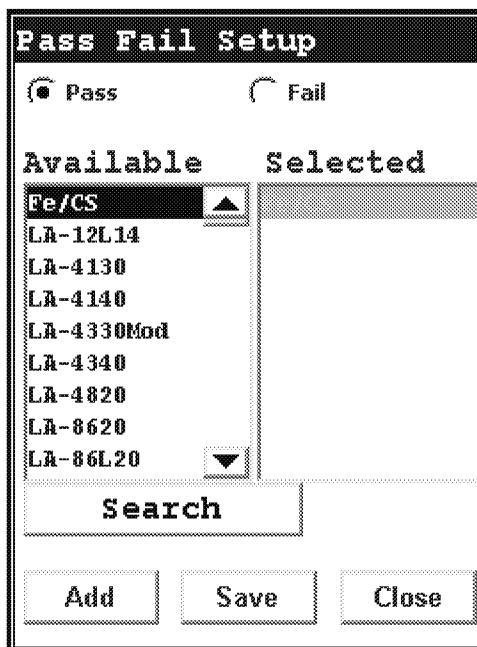 Pass Fail Setup
Pass Fail
Available Selected
Fe/CS
LA-12L14
LA-4130
LA-4140
LA-4330Mod
LA-4340
LA-4820
LA-8620
LA-86L20
Search
Add Save Close